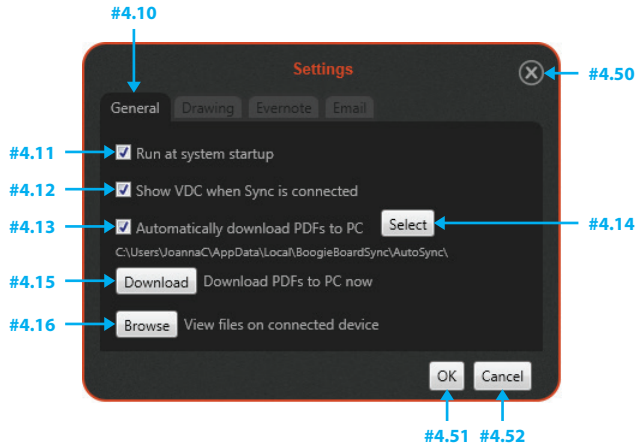 #4.10
Settings
#4.50
General Drawing Evernote Email
#4.11 Run at system startup
#4.12 Show VDC when Sync is connected
#4.13 Automatically download PDFs to PC Select #4.14
C:\Users\JoannaC\AppData\Local\BoogieBoardSync\AutoSync\
#4.15 Download Download PDFs to PC now
#4.16 Browse View files on connected device
OK Cancel
#4.51 #4.52